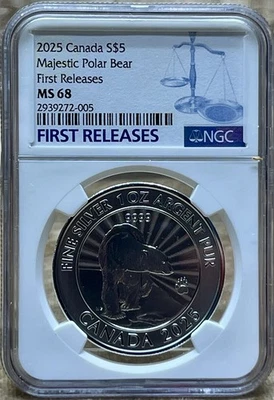 2025 Canada S$5
Majestic Polar Bear
First Releases
MS 68
2939272-005
FIRST RELEASES
NGC
FINE SILVER 1 OZ ARGENT PUR
9999
CANADA 2025